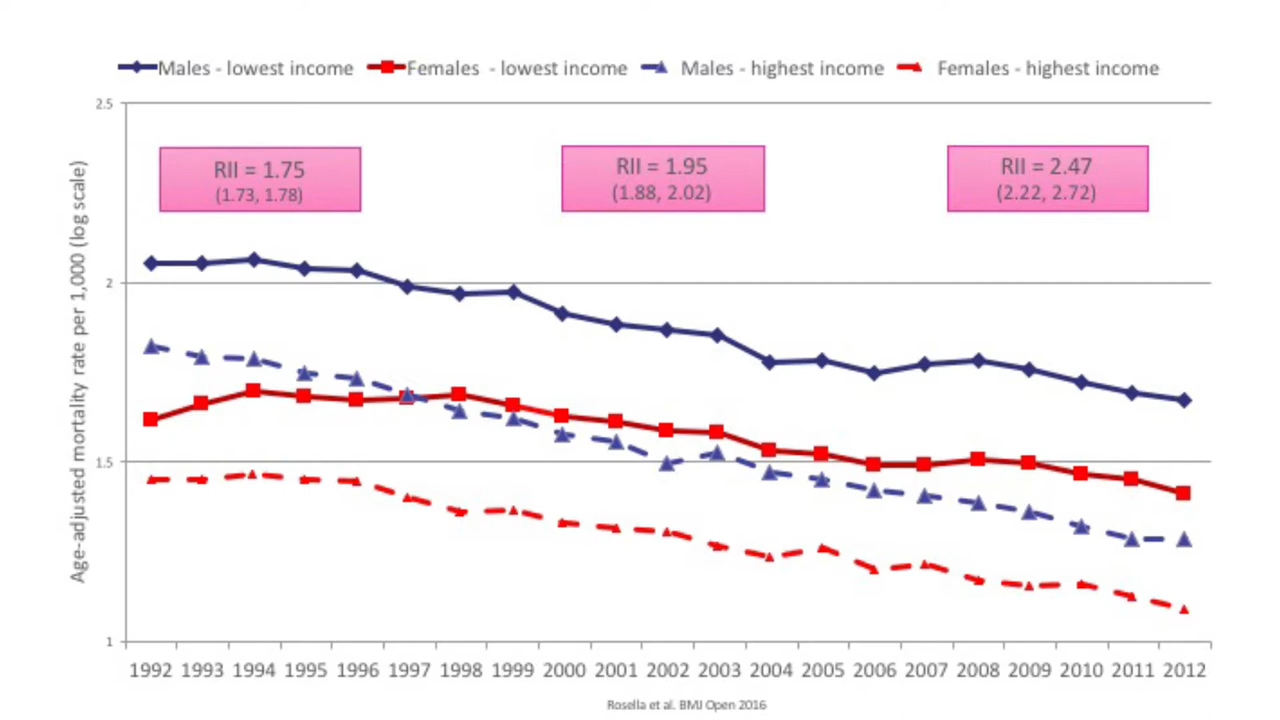 Males - lowest income Females - lowest income Males - highest income Females - highest income
2.5
RII = 1.75
(1.73, 1.78)
RII = 1.95
(1.88, 2.02)
RII = 2.47
(2.22, 2.72)
Age-adjusted mortality rate per 1,000 (log scale)
2
1.5
1
1992 1993 1994 1995 1996 1997 1998 1999 2000 2001 2002 2003 2004 2005 2006 2007 2008 2009 2010 2011 2012
Rosella et al. BMJ Open 2016